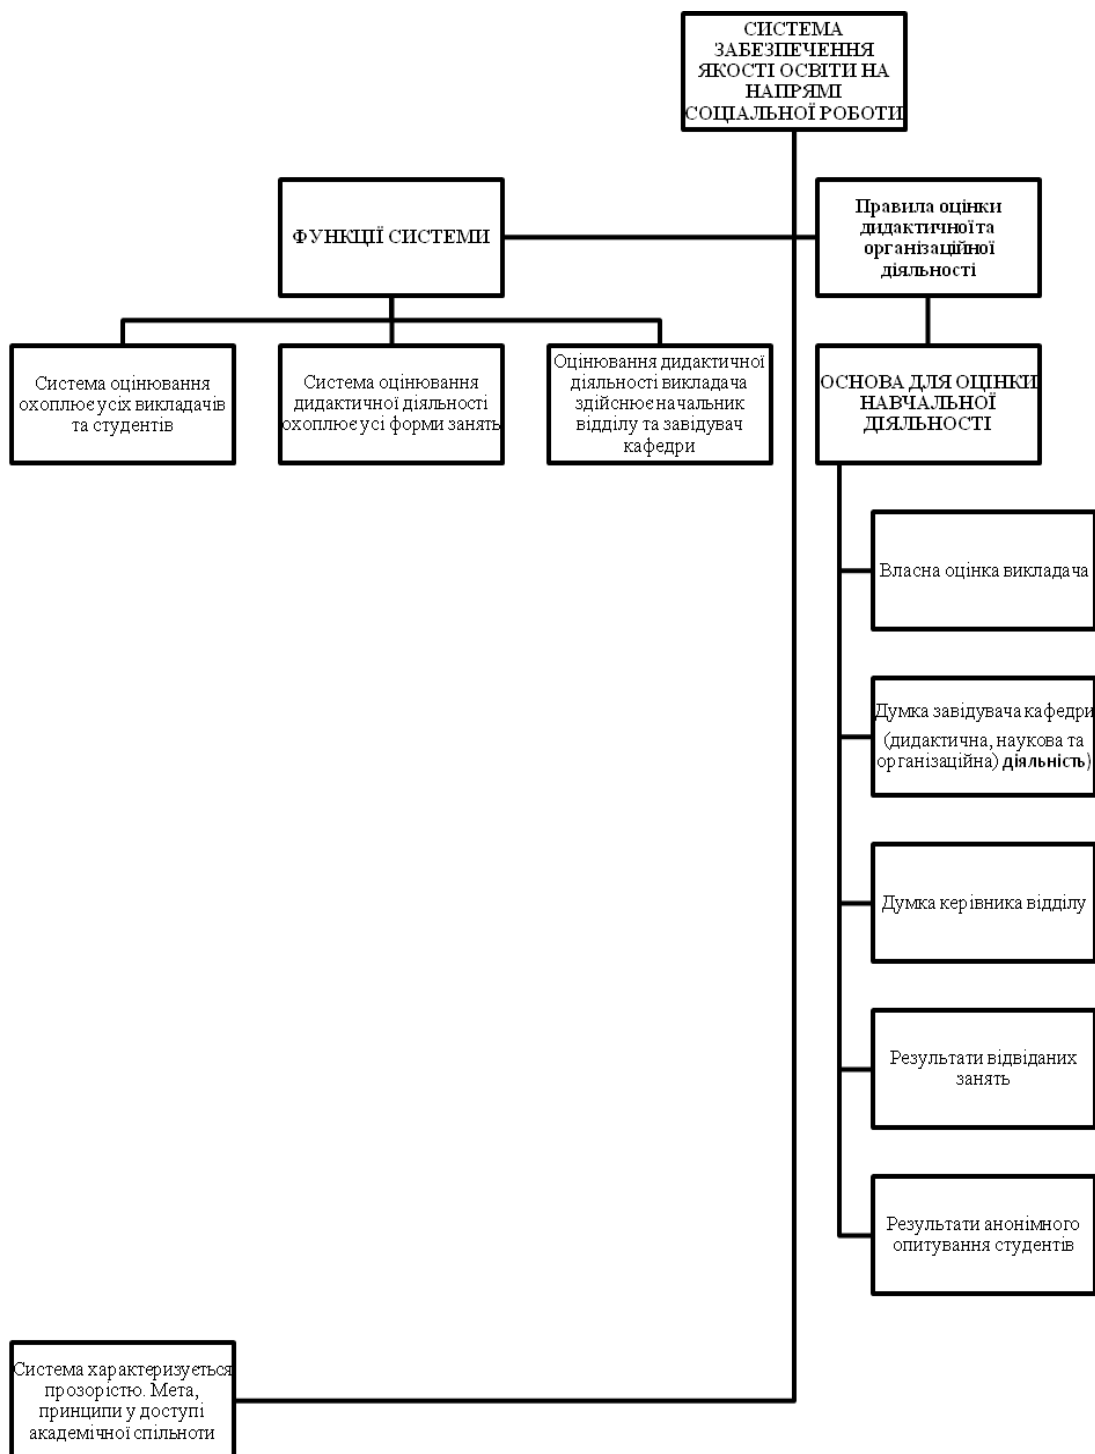 СИСТЕМА
ЗАБЕЗПЕЧЕННЯ
ЯКОСТІ ОСВІТИ НА
НАПРЯМІ
СОЦІАЛЬНОЇ РОБОТИ
ФУНКЦІЇ СИСТЕМИ
Правила оцінки
дидактичної та
організаційної
діяльності
Система оцінювання
охоплює усіх викладачів
та студентів
Система оцінювання
дидактичної діяльності
охоплює усі форми занять
Оцінювання дидактичної
діяльності викладача
здійснює начальник
відділу та завідувач
кафедри
ОСНОВА ДЛЯ ОЦІНКИ
НАВЧАЛЬНОЇ
ДІЯЛЬНОСТІ
Власна оцінка викладача
Думка завідувача кафедри
(дидактична, наукова та
організаційна) діяльність)
Думка керівника відділу
Результати відвіданих
занять
Результати анонімного
опитування студентів
Система характеризується
прозорістю. Мета,
принципи у доступі
академічної спільноти